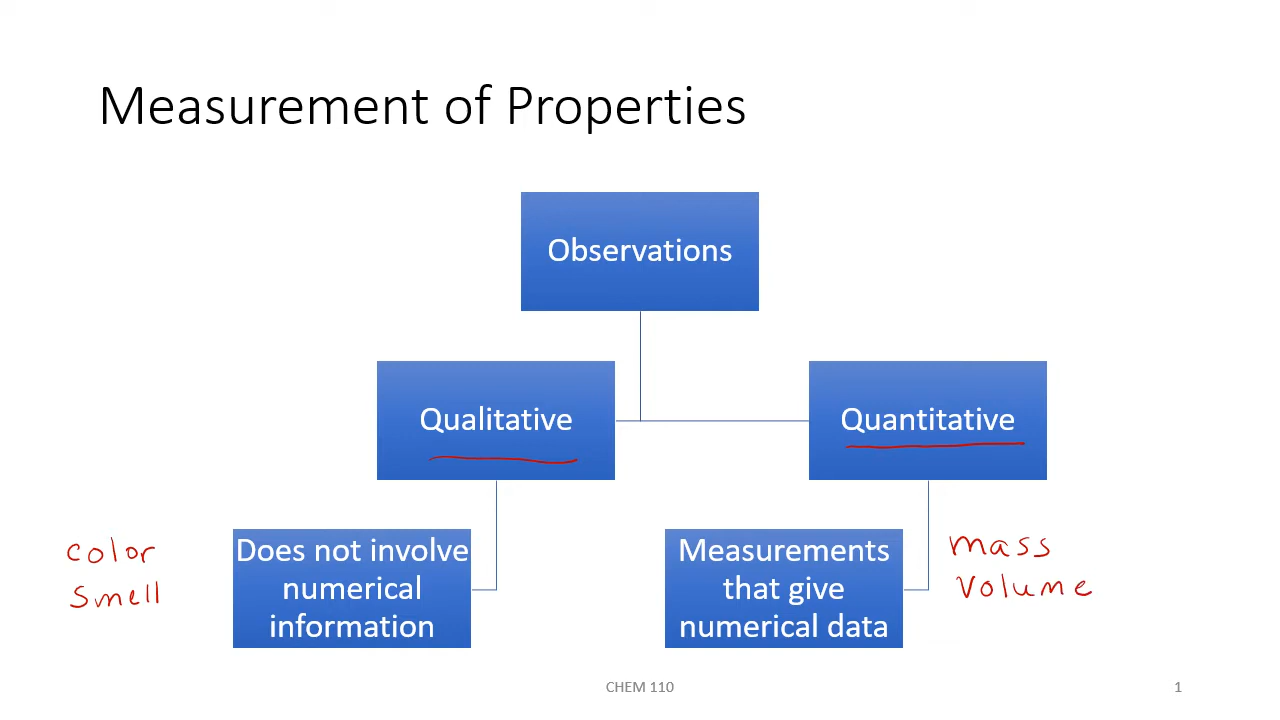 Measurement of Properties
Observations
Qualitative
Quantitative
color
smell
Does not involve
numerical
information
Measurements
that give
numerical data
mass
volume
CHEM 110
1